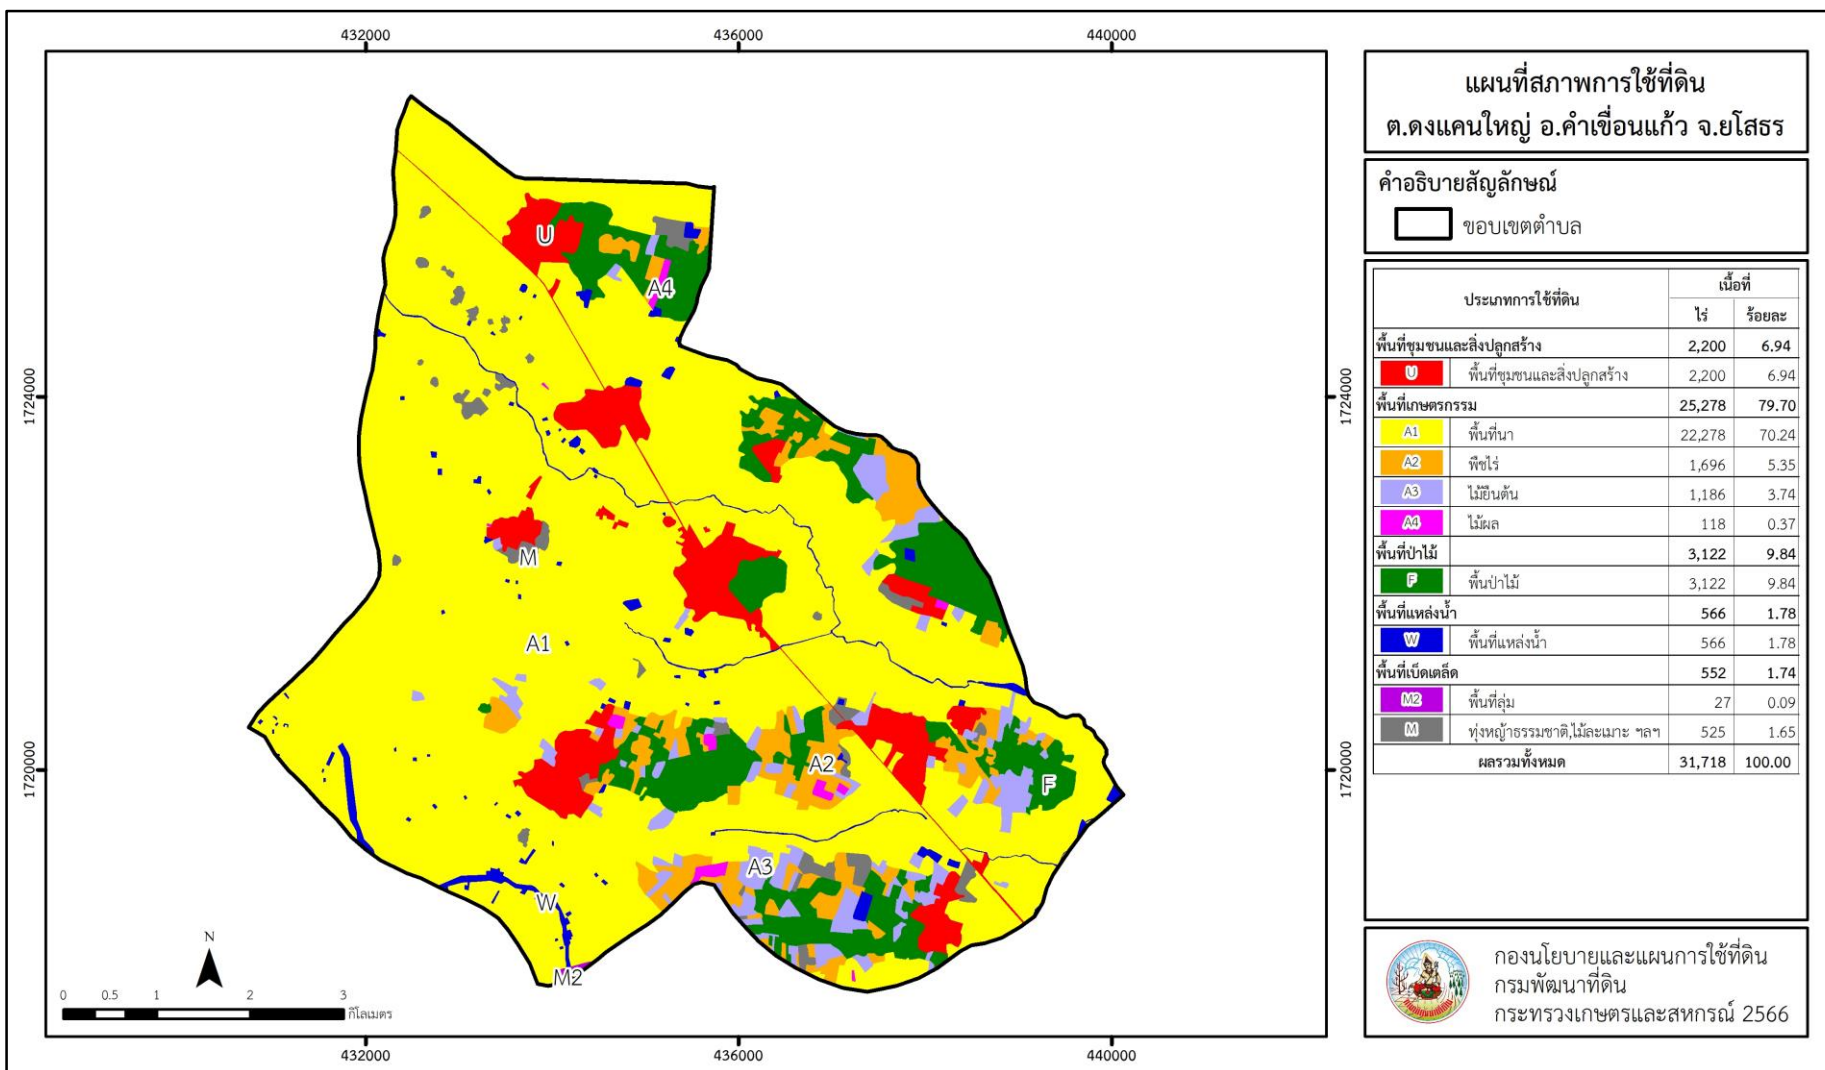 432000
436000
440000
1724000
1720000
1724000
1720000
432000
436000
440000
U
A4
M
A1
A2
F
A3
W
M2
N
0 0.5 1 2 3
กิโลเมตร
แผนที่สภาพการใช้ที่ดิน
ต.ดงแคนใหญ่ อ.คำเขื่อนแก้ว จ.ยโสธร
คำอธิบายสัญลักษณ์
ขอบเขตตำบล
ประเภทการใช้ที่ดิน เนื้อที่
ไร่ ร้อยละ
พื้นที่ชุมชนและสิ่งปลูกสร้าง 2,200 6.94
U พื้นที่ชุมชนและสิ่งปลูกสร้าง 2,200 6.94
พื้นที่เกษตรกรรม 25,278 79.70
A1 พื้นที่นา 22,278 70.24
A2 พืชไร่ 1,696 5.35
A3 ไม้ยืนต้น 1,186 3.74
A4 ไม้ผล 118 0.37
พื้นที่ป่าไม้ 3,122 9.84
F พื้นป่าไม้ 3,122 9.84
พื้นที่แหล่งน้ำ 566 1.78
W พื้นที่แหล่งน้ำ 566 1.78
พื้นที่เบ็ดเตล็ด 552 1.74
M2 พื้นที่ลุ่ม 27 0.09
M ทุ่งหญ้าธรรมชาติ,ไม้ละเมาะ ฯลฯ 525 1.65
ผลรวมทั้งหมด 31,718 100.00
กองนโยบายและแผนการใช้ที่ดิน
กรมพัฒนาที่ดิน
กระทรวงเกษตรและสหกรณ์ 2566